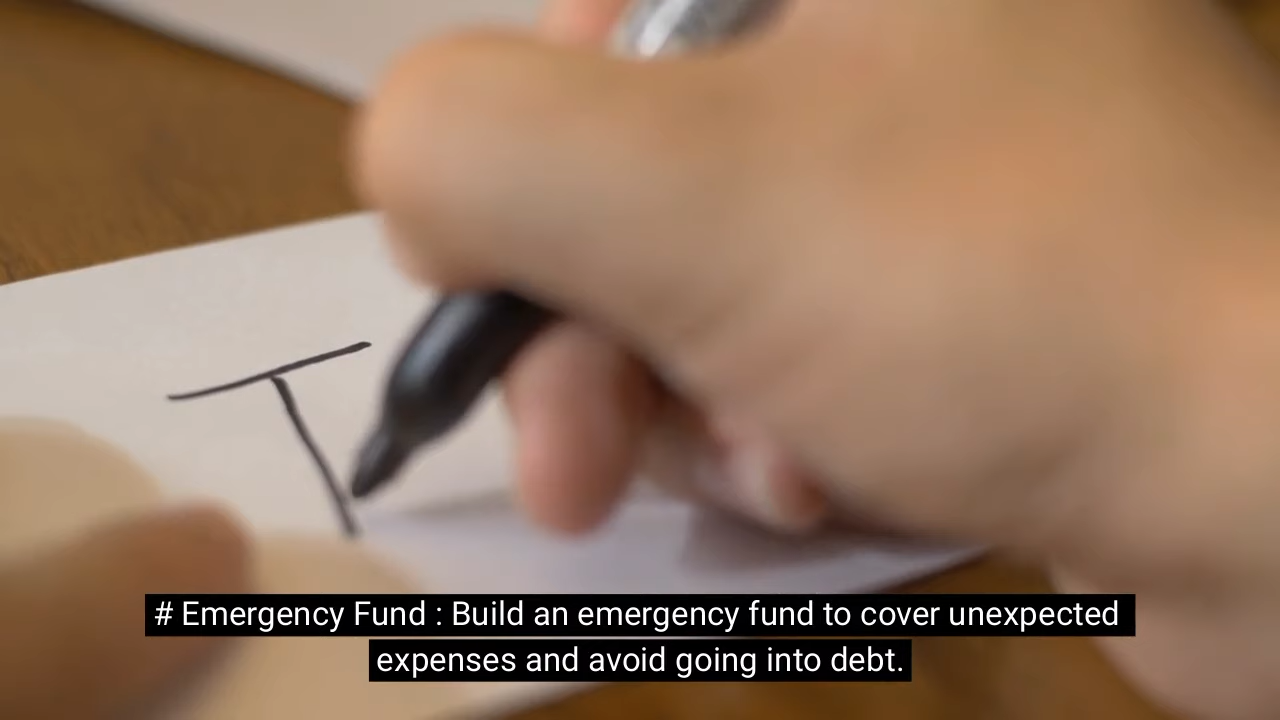 T
# Emergency Fund : Build an emergency fund to cover unexpected
expenses and avoid going into debt.